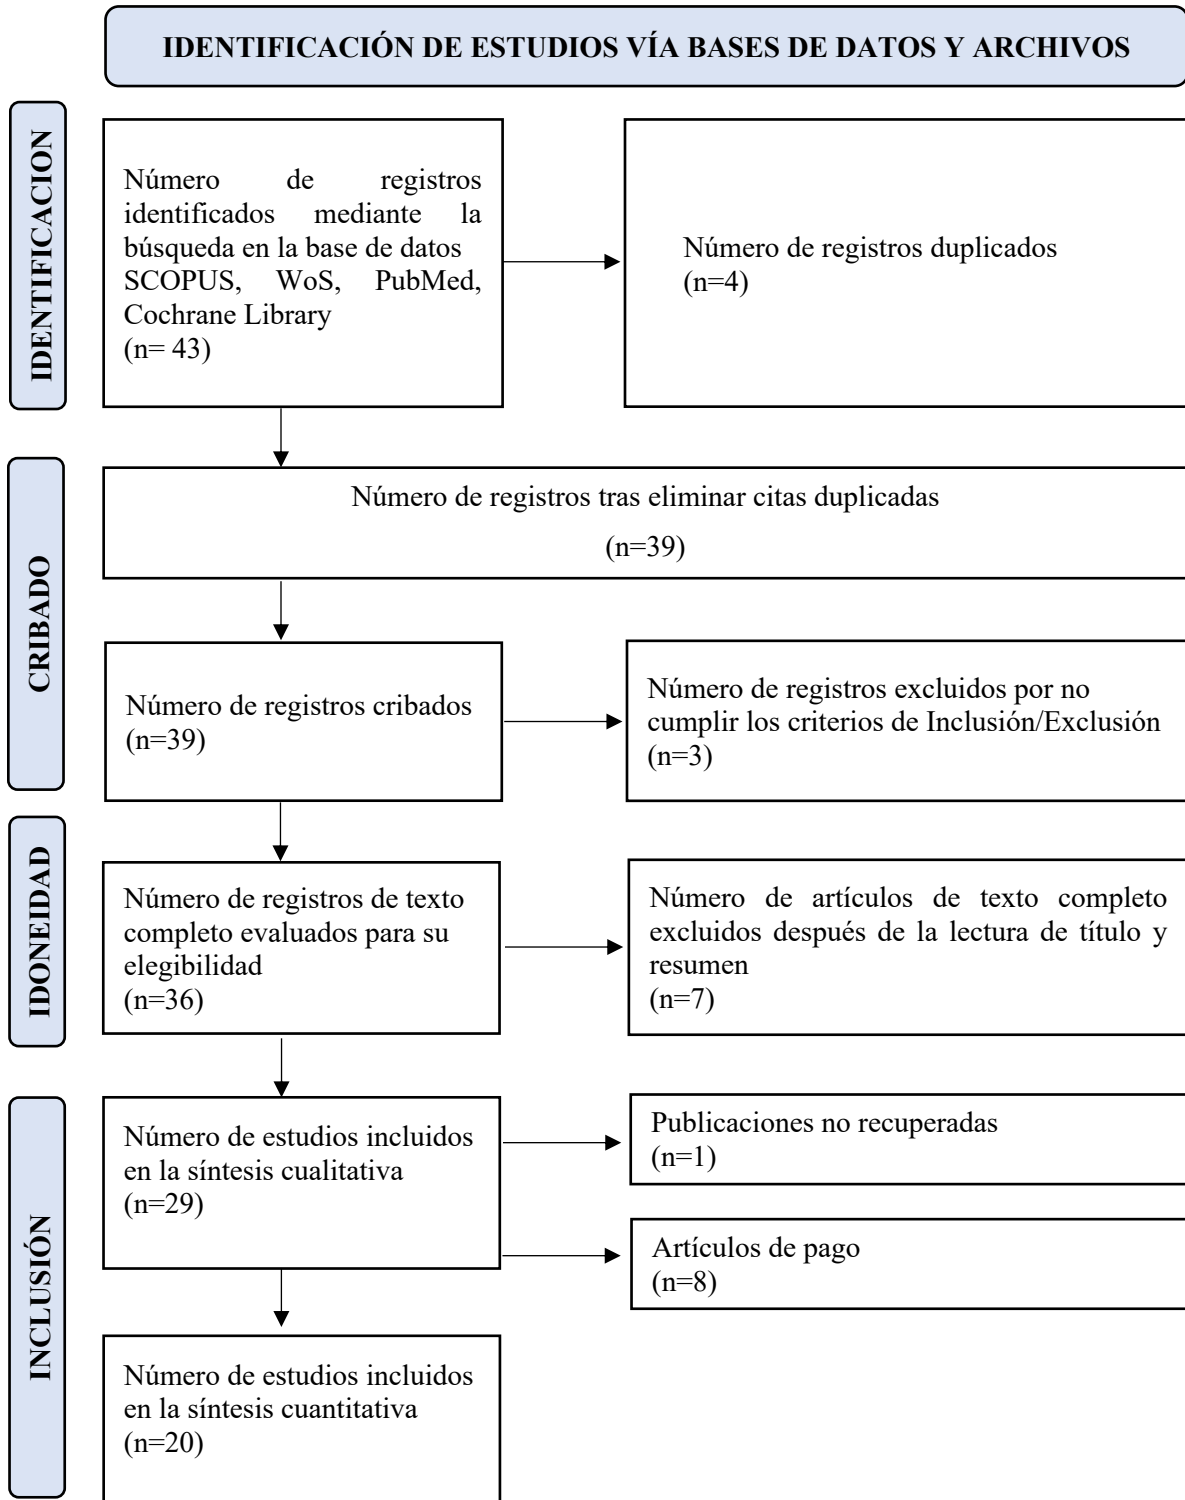 IDENTIFICACIÓN DE ESTUDIOS VÍA BASES DE DATOS Y ARCHIVOS
IDENTIFICACION
Número de registros
identificados mediante la
búsqueda en la base de datos
SCOPUS, WoS, PubMed,
Cochrane Library
(n= 43)
Número de registros duplicados
(n=4)
CRIBADO
Número de registros tras eliminar citas duplicadas
(n=39)
Número de registros cribados
(n=39)
Número de registros excluidos por no
cumplir los criterios de Inclusión/Exclusión
(n=3)
IDONEIDAD
Número de registros de texto
completo evaluados para su
elegibilidad
(n=36)
Número de artículos de texto completo
excluidos después de la lectura de título y
resumen
(n=7)
INCLUSIÓN
Número de estudios incluidos
en la síntesis cualitativa
(n=29)
Publicaciones no recuperadas
(n=1)
Artículos de pago
(n=8)
Número de estudios incluidos
en la síntesis cuantitativa
(n=20)